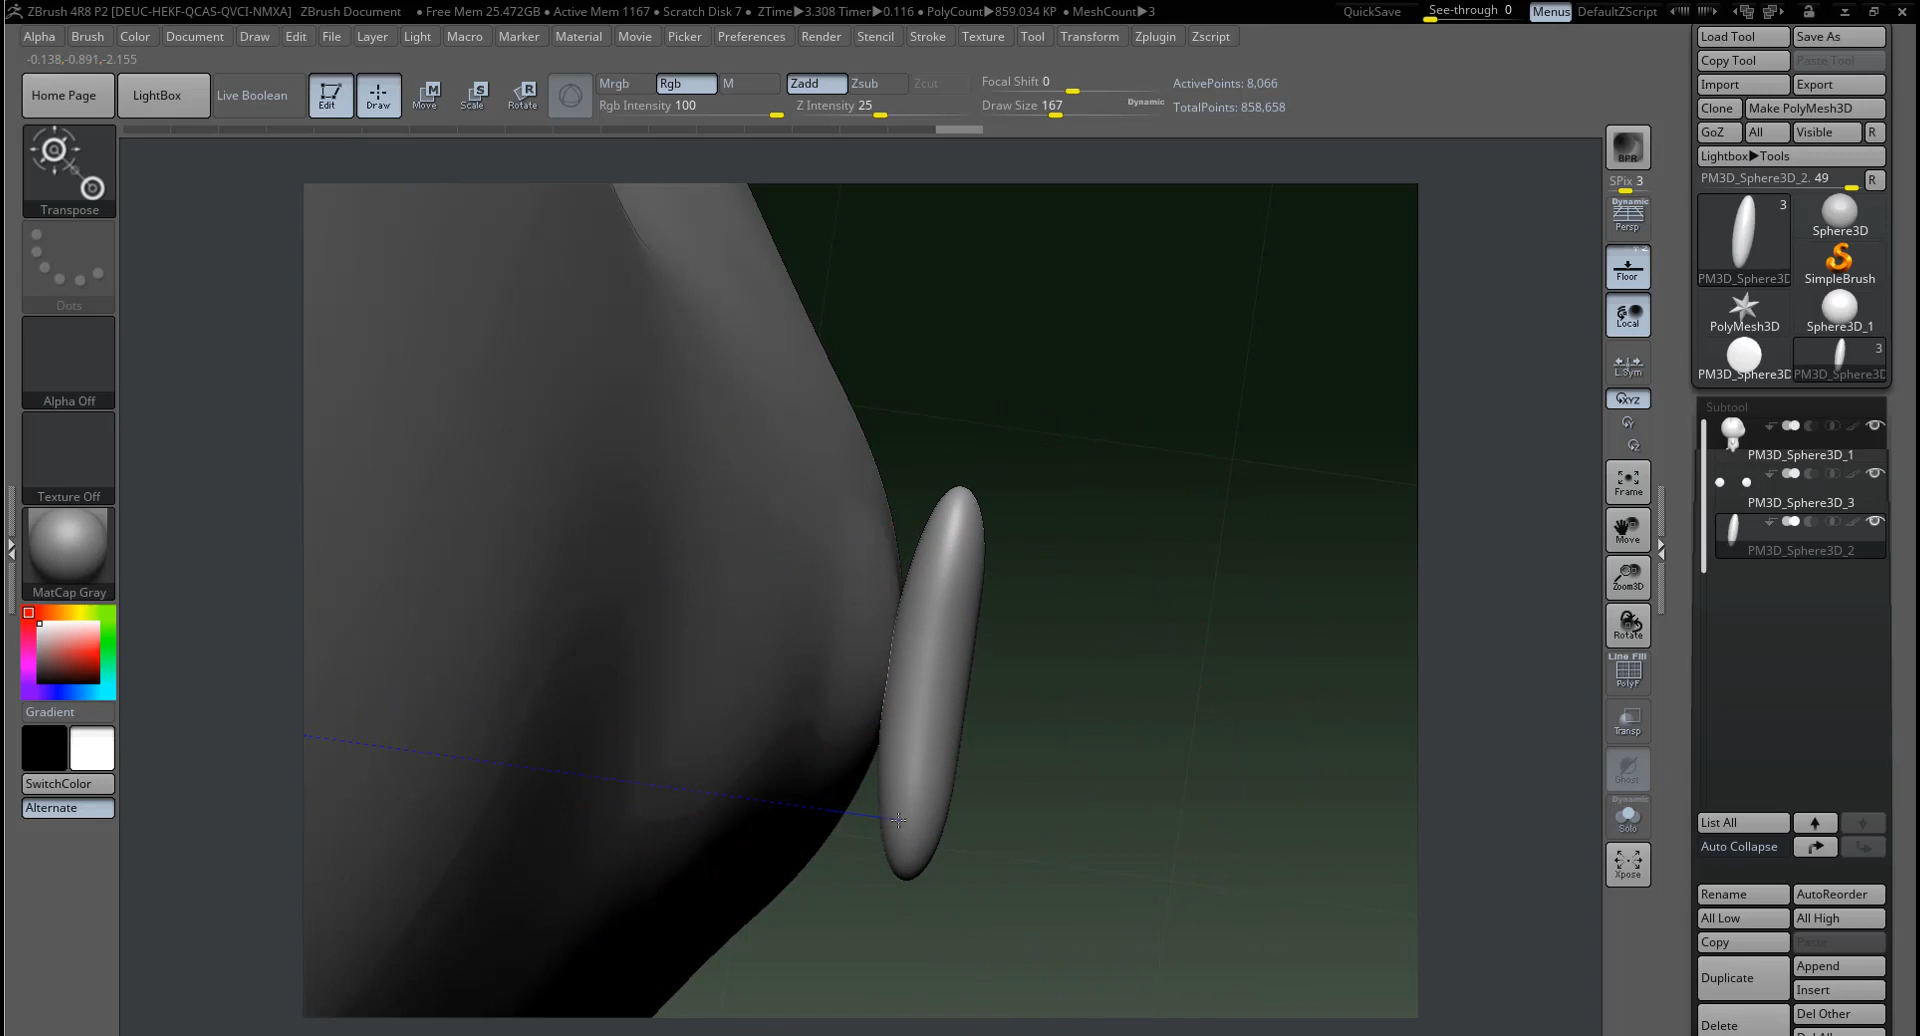 ZBrush 4R8 P2 [DEUC-HEKF-QCAS-QVCI-NMXA] ZBrush Document • Free Mem 25.472GB • Active Mem 1167 • Scratch Disk 7 • ZTime▶3.308 Timer▶0.116 • PolyCount▶859.034 KP • MeshCount▶3 QuickSave See-through 0 Menus DefaultZScript
Alpha Brush Color Document Draw Edit File Layer Light Macro Marker Material Movie Picker Preferences Render Stencil Stroke Texture Tool Transform Zplugin Zscript
-0.138,-0.891,-2.155
Home Page LightBox Live Boolean Edit Draw Move Scale Rotate
Mrgb Rgb M Zadd Zsub Zcut Focal Shift 0 ActivePoints: 8,066
Rgb Intensity 100 Z Intensity 25 Draw Size 167 Dynamic TotalPoints: 858,658
Transpose
Dots
Alpha Off
Texture Off
MatCap Gray
Gradient
SwitchColor
Alternate
BPR
SPix 3
Dynamic
Persp
Floor
Local
L.Sym
XYZ
Frame
Move
Zoom3D
Rotate
Line Fill
PolyF
Transp
Ghost
Dynamic
Solo
Xpose
Load Tool Save As
Copy Tool Paste Tool
Import Export
Clone Make PolyMesh3D
GoZ All Visible R
Lightbox▶Tools
PM3D_Sphere3D_2. 49 R
3
Sphere3D
PM3D_Sphere3D SimpleBrush
PolyMesh3D Sphere3D_1
3
PM3D_Sphere3D PM3D_Sphere3D
Subtool
PM3D_Sphere3D_1
PM3D_Sphere3D_3
PM3D_Sphere3D_2
List All
Auto Collapse
Rename AutoReorder
All Low All High
Copy Paste
Duplicate Append
Insert
Delete Del Other